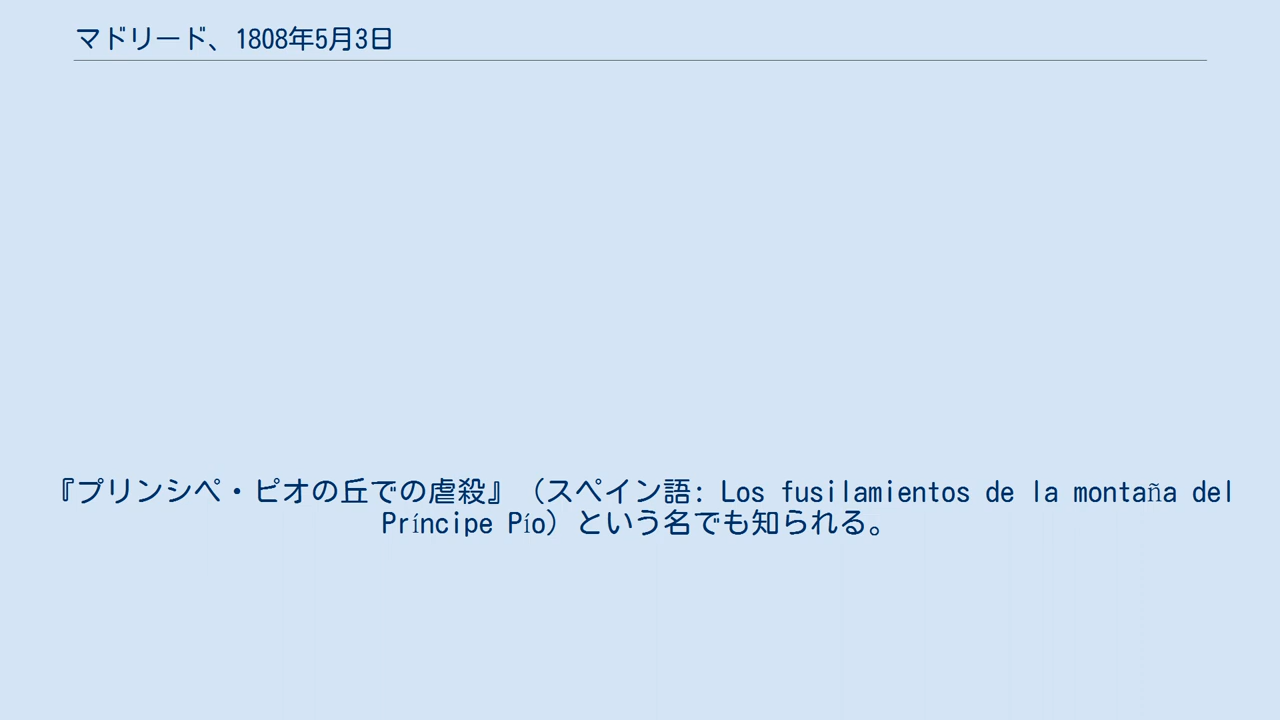 マドリード、1808年5月3日
『プリンシペ・ピオの丘での虐殺』（スペイン語: Los fusilamientos de la montaña del
Príncipe Pío）という名でも知られる。